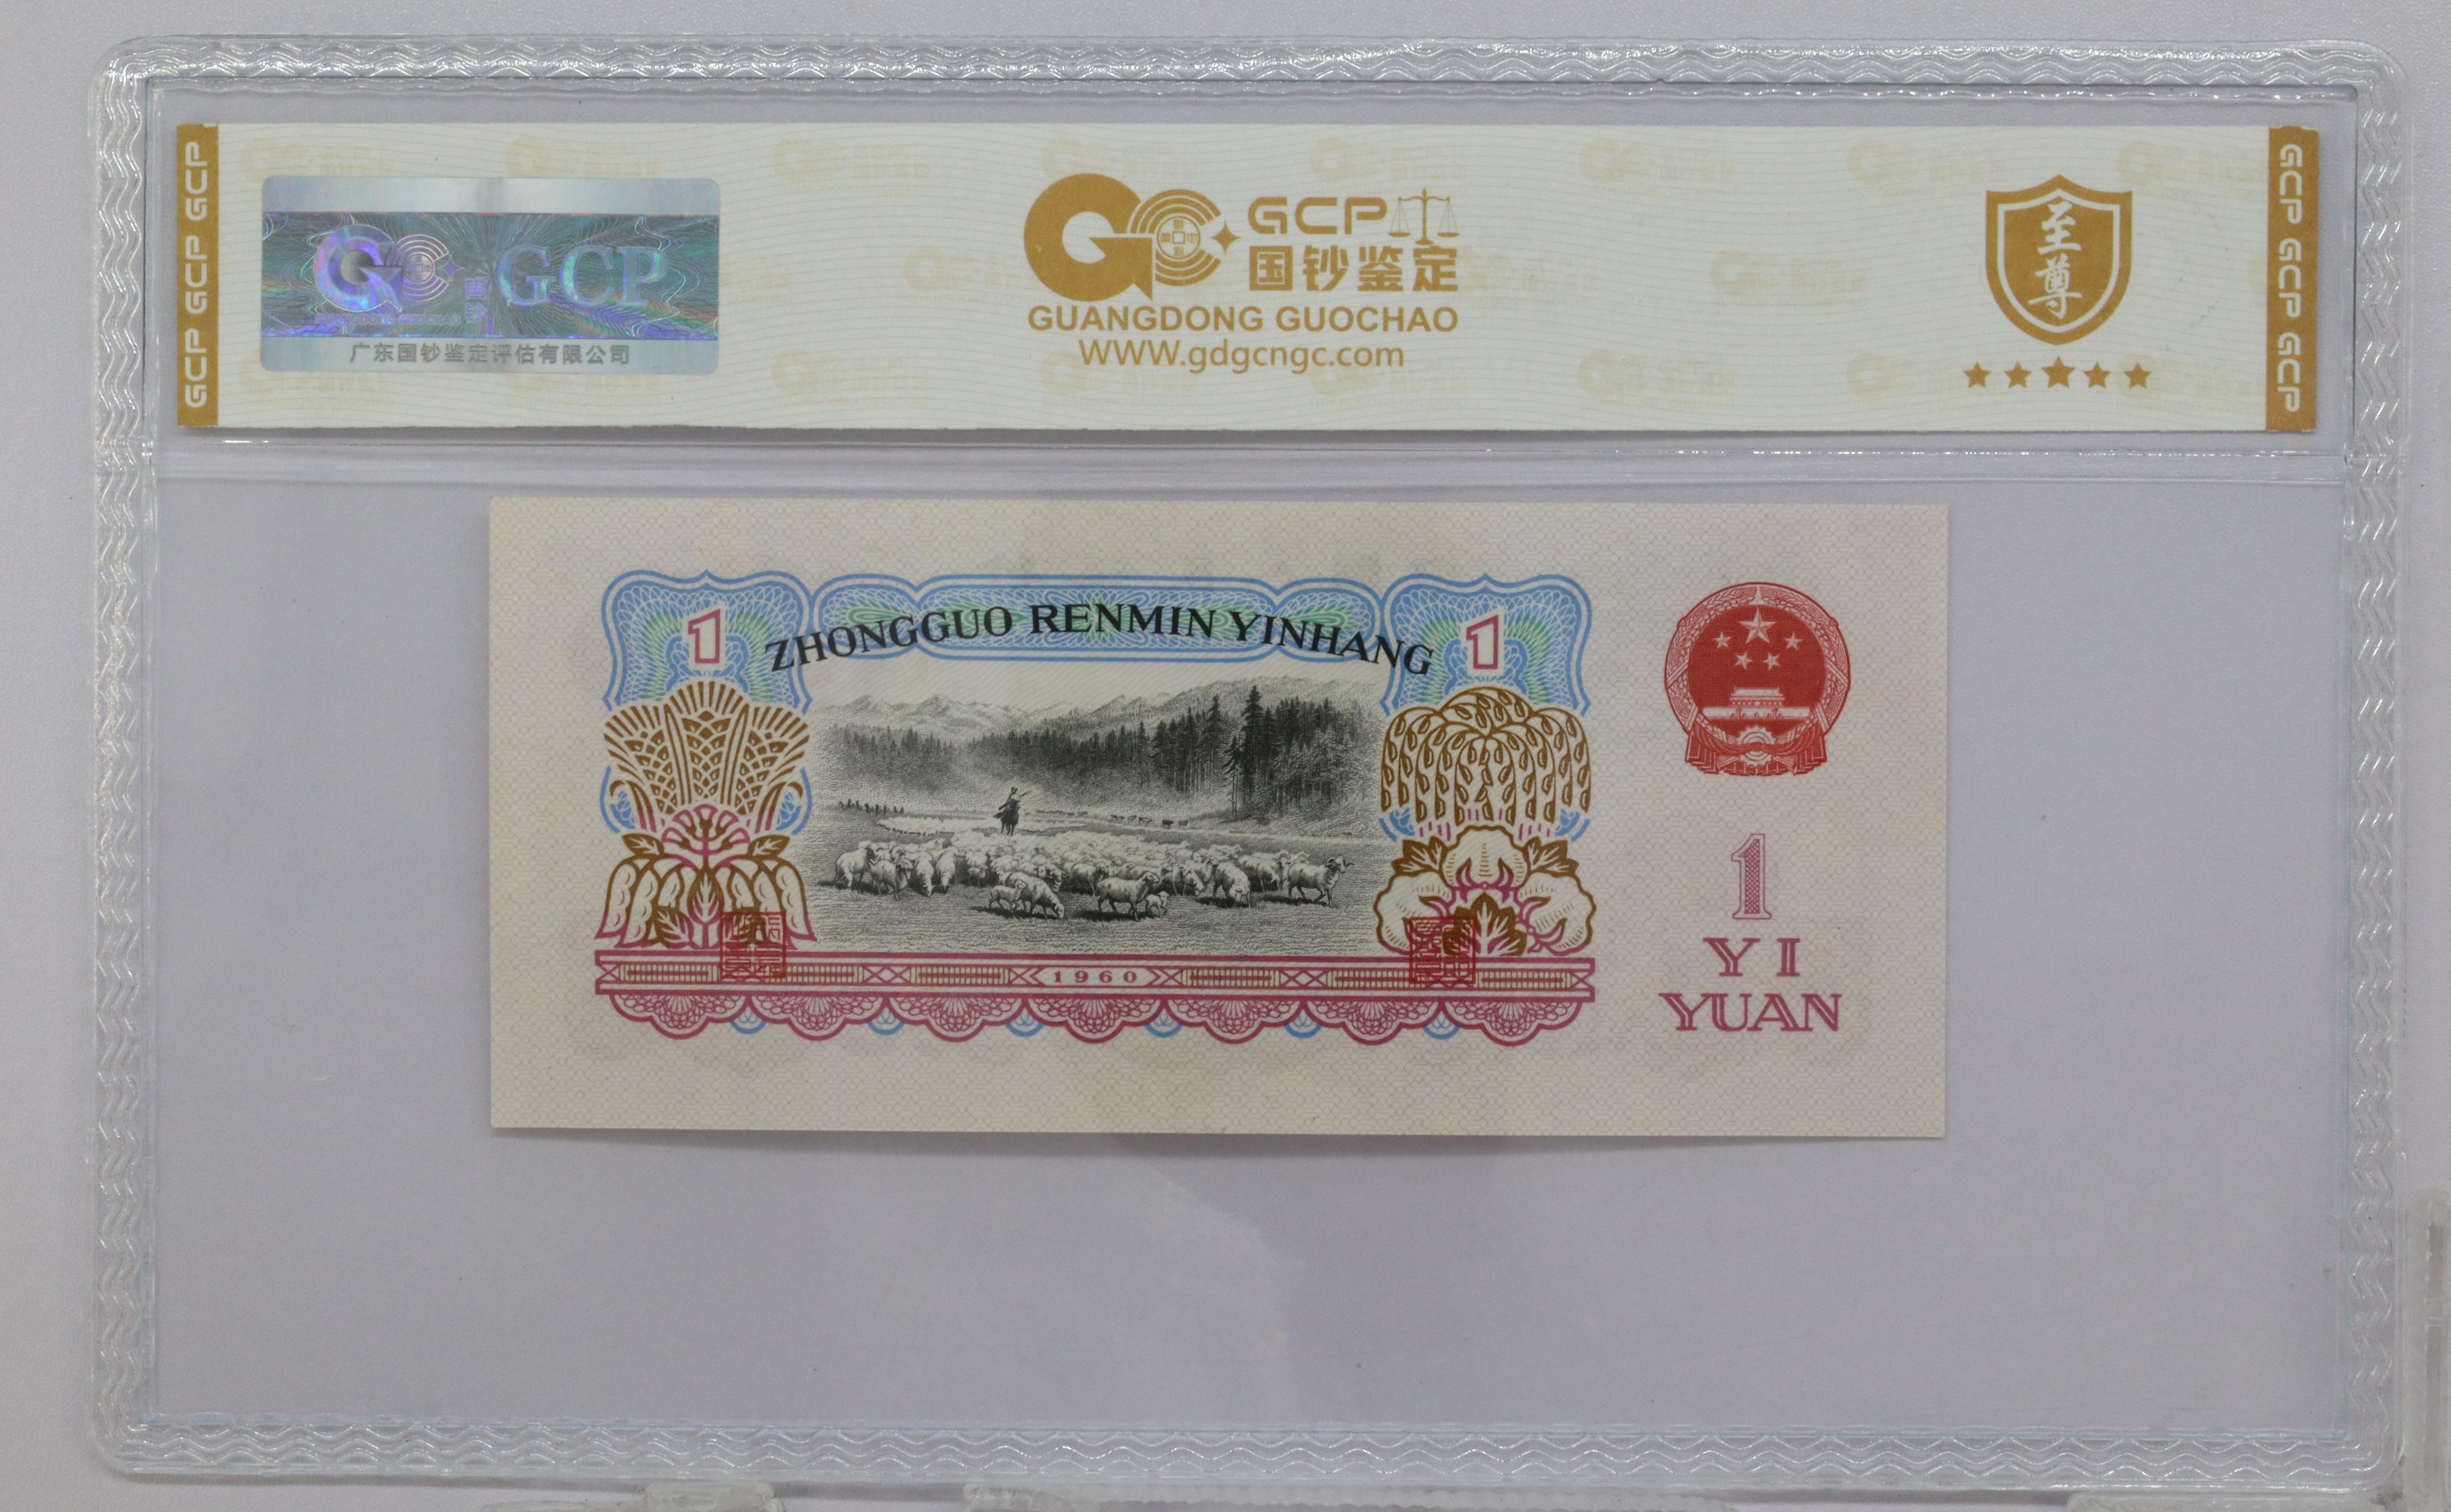 GCP GCP GCP
GCP
广东国钞鉴定评估有限公司
GCP
国钞鉴定
GUANGDONG GUOCHAO
WWW.gdgcngc.com
至尊
GCP GCP GCP
1
ZHONGGUO RENMIN YINHANG
1
1960
1
YI
YUAN